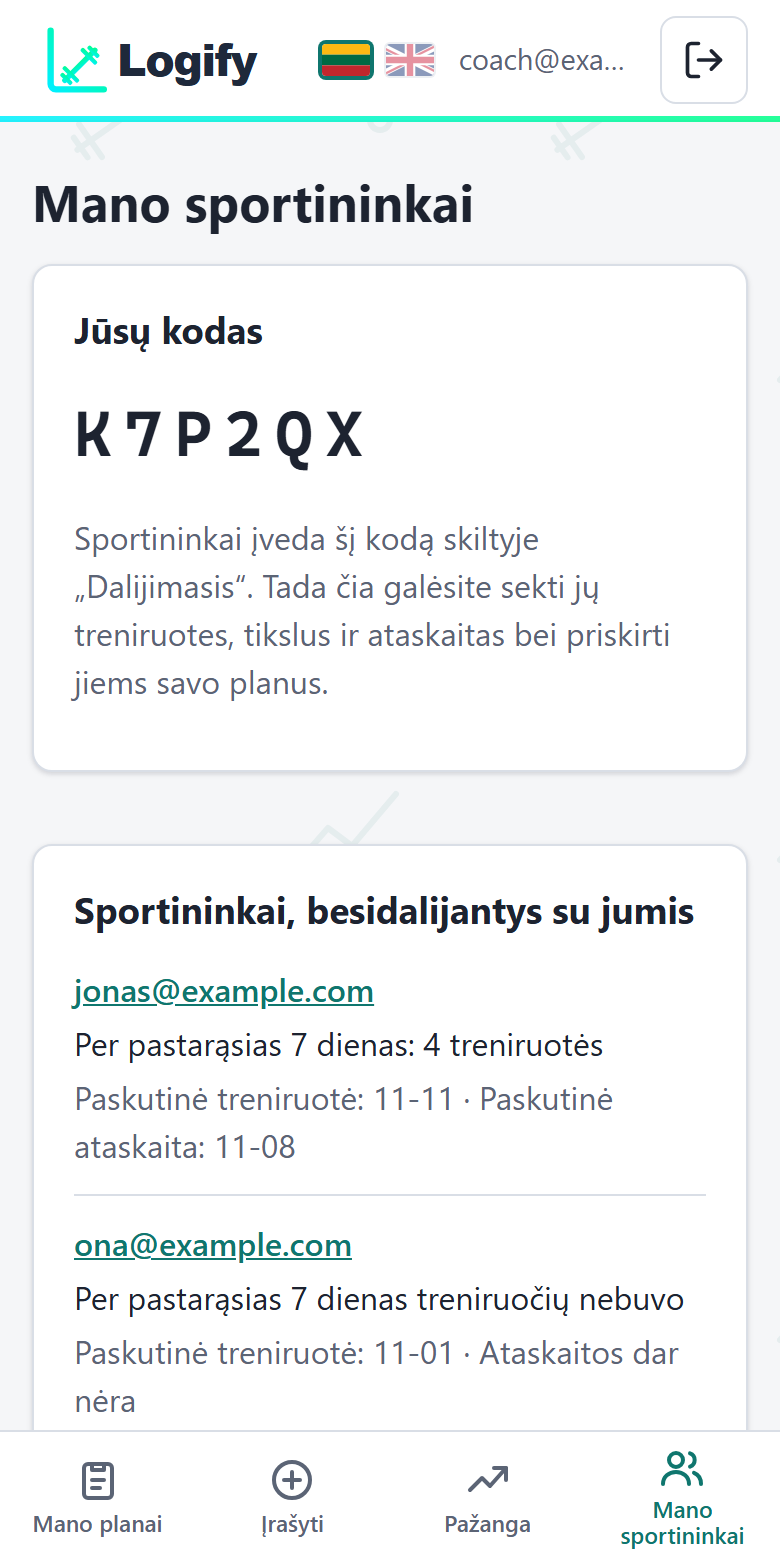 Logify
coach@exa...
Mano sportininkai
Jūsų kodas
K7P2QX
Sportininkai įveda šį kodą skiltyje
„Dalijimasis“. Tada čia galėsite sekti jų
treniruotes, tikslus ir ataskaitas bei priskirti
jiems savo planus.
Sportininkai, besidalijantys su jumis
jonas@example.com
Per pastarąsias 7 dienas: 4 treniruotės
Paskutinė treniruotė: 11-11 · Paskutinė
ataskaita: 11-08
ona@example.com
Per pastarąsias 7 dienas treniruočių nebuvo
Paskutinė treniruotė: 11-01 · Ataskaitos dar
nėra
Mano planai
Įrašyti
Pažanga
Mano
sportininkai